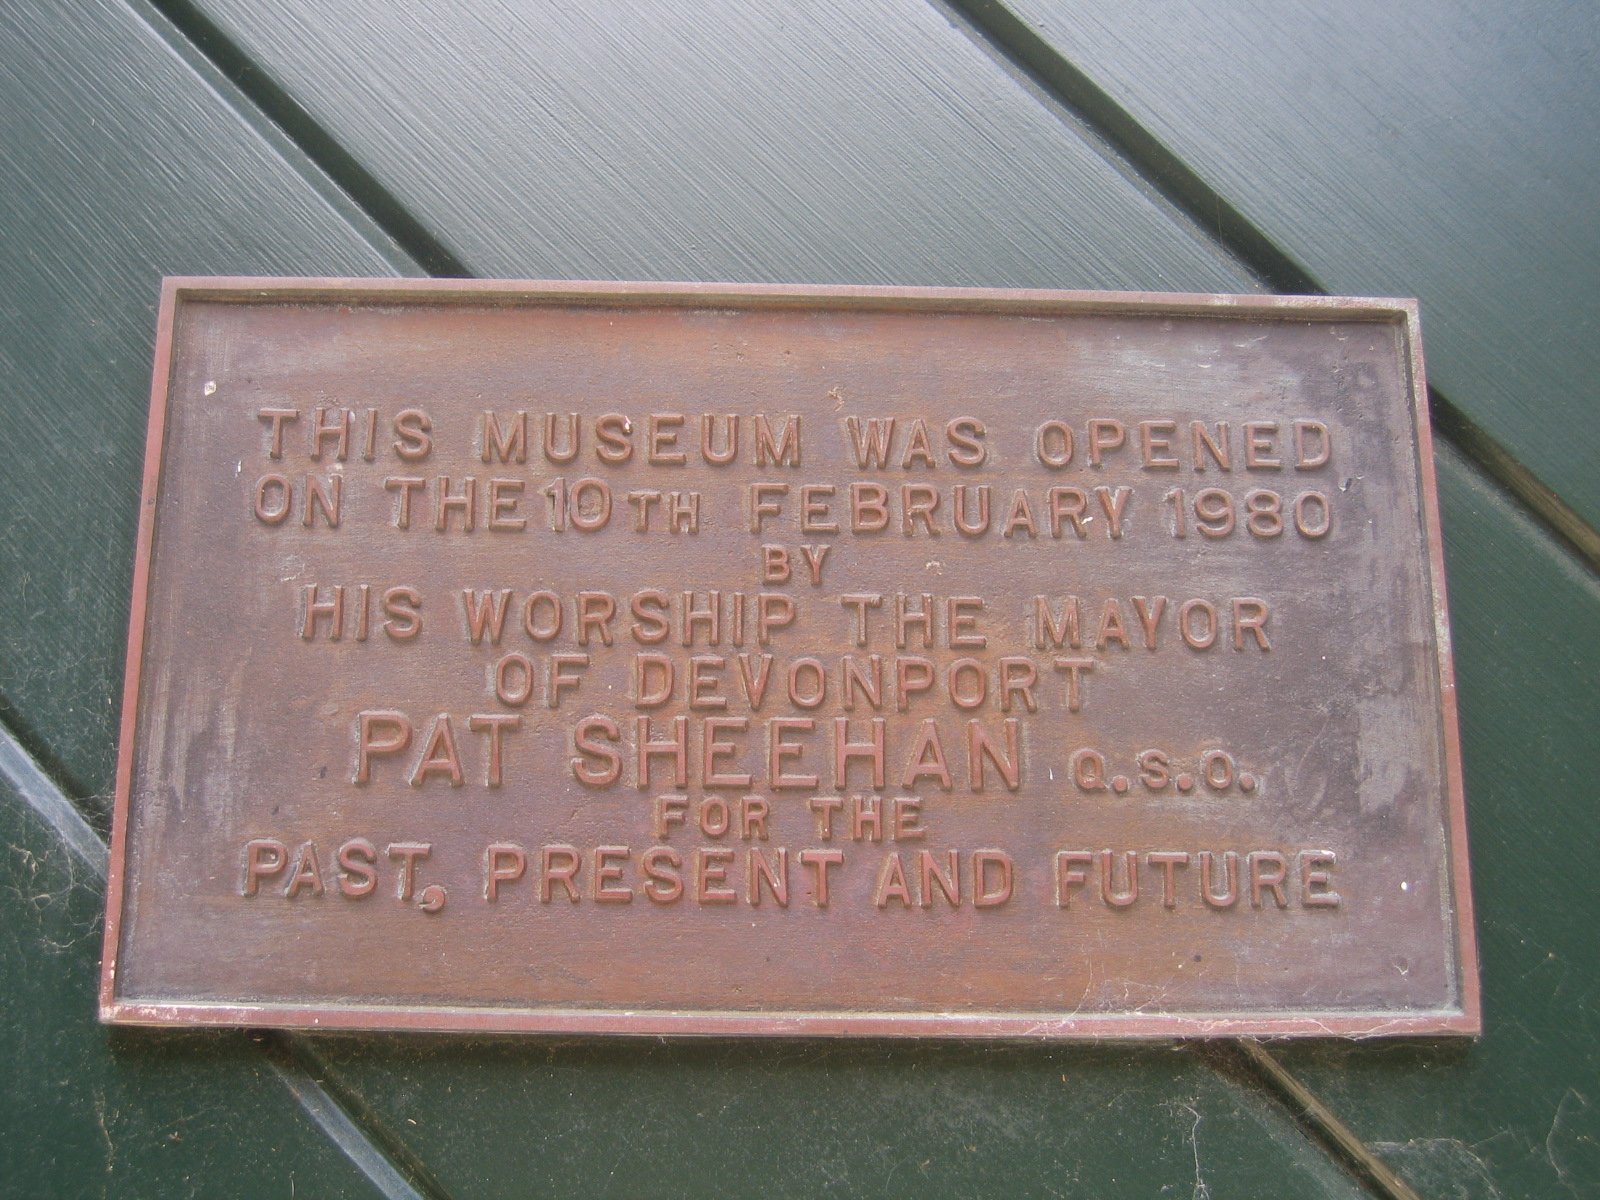 THIS MUSEUM WAS OPENED
ON THE 10TH FEBRUARY 1980
BY
HIS WORSHIP THE MAYOR
OF DEVONPORT
PAT SHEEHAN Q.S.O.
FOR THE
PAST, PRESENT AND FUTURE